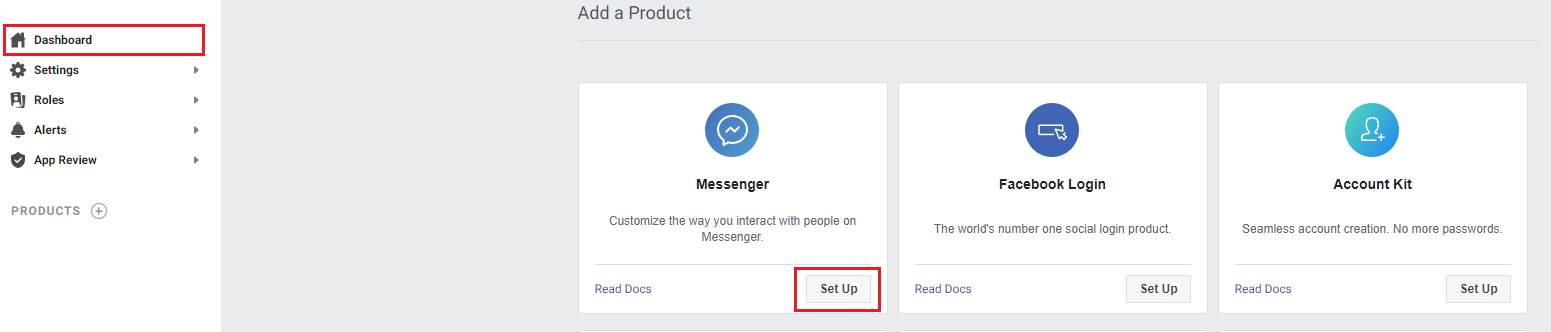 Dashboard
Settings
Roles
Alerts
App Review
PRODUCTS
Add a Product
Messenger
Customize the way you interact with people on
Messenger.
Read Docs
Set Up
Facebook Login
The world's number one social login product.
Read Docs
Set Up
Account Kit
Seamless account creation. No more passwords.
Read Docs
Set Up